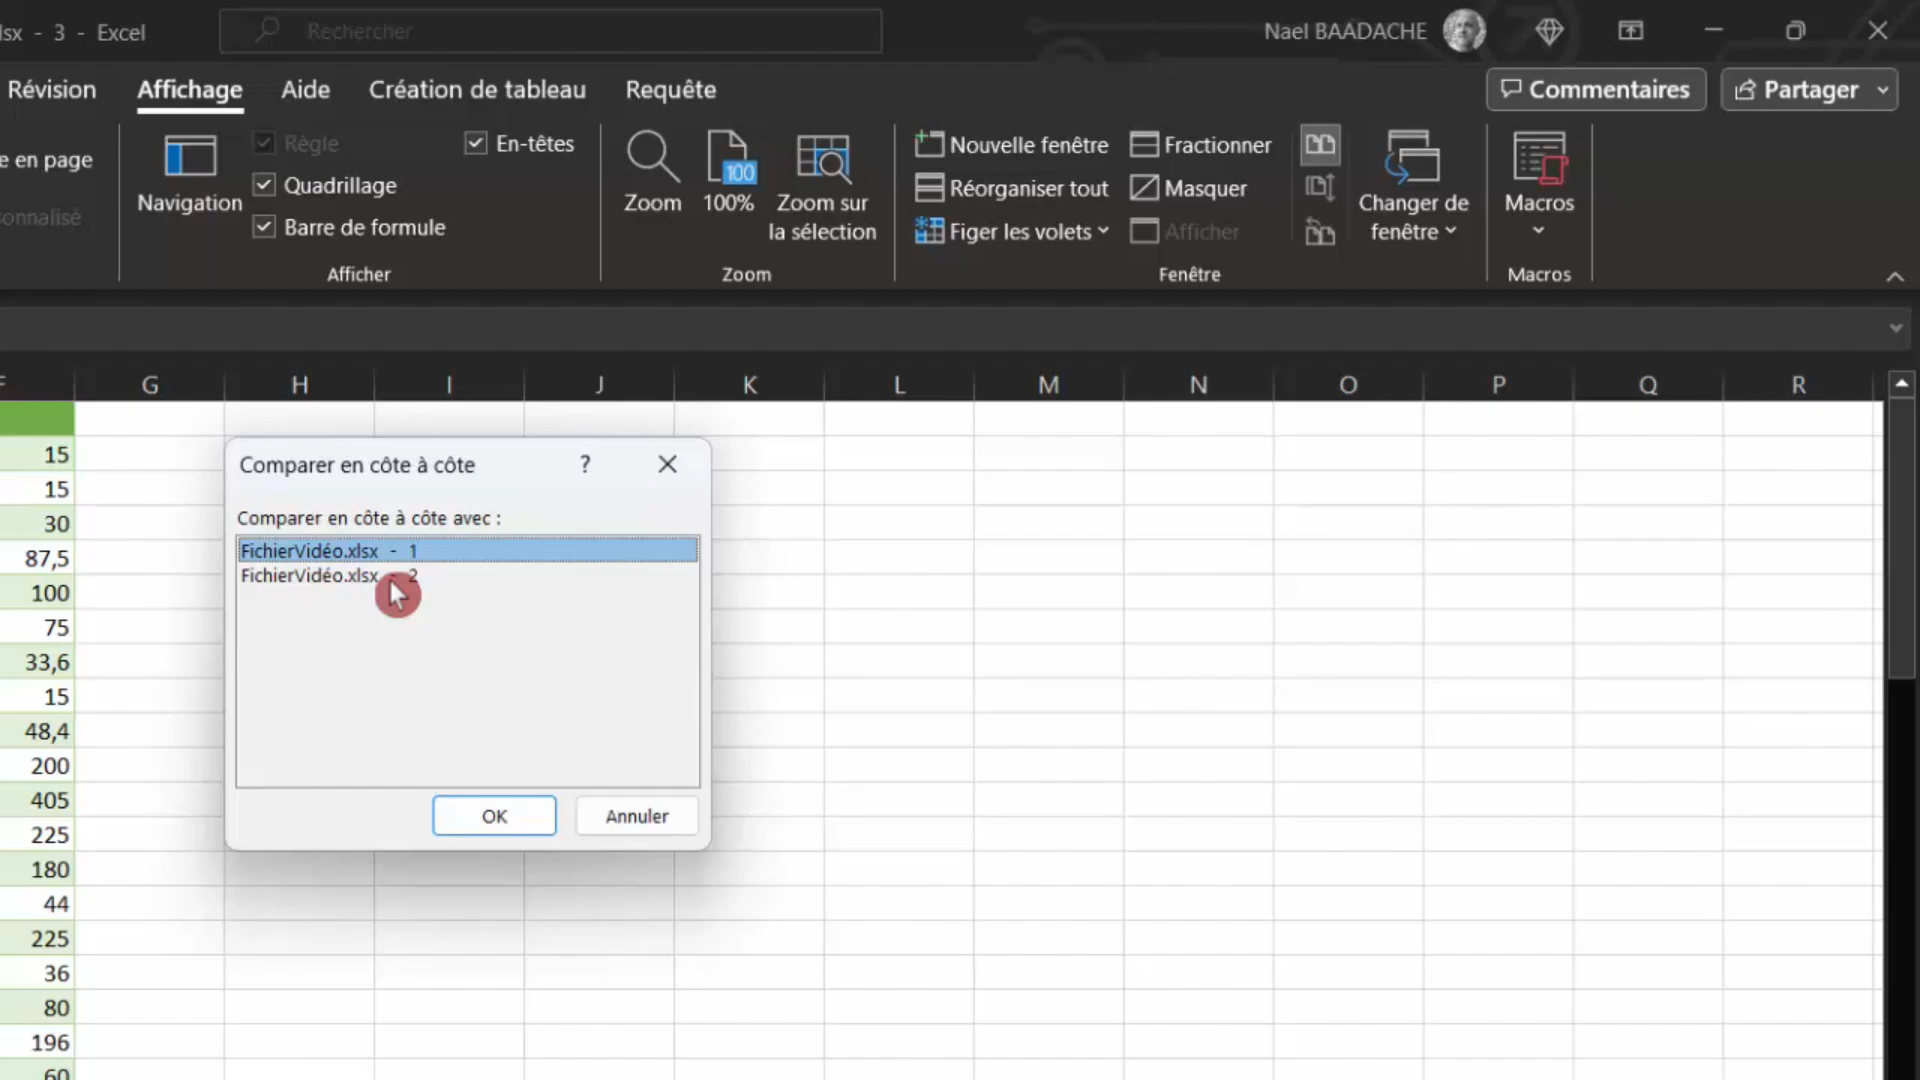 lsx - 3 - Excel
Rechercher
Nael BAADACHE
Révision
Affichage
Aide
Création de tableau
Requête
Commentaires
Partager
e en page
sonnalisé
Navigation
Règle
En-têtes
Quadrillage
Barre de formule
Afficher
Zoom
100
100%
Zoom sur
la sélection
Zoom
Nouvelle fenêtre
Réorganiser tout
Figer les volets
Fractionner
Masquer
Afficher
Changer de
fenêtre
Fenêtre
Macros
Macros
F G H I J K L M N O P Q R
15
15
30
87,5
100
75
33,6
15
48,4
200
405
225
180
44
225
36
80
196
60
Comparer en côte à côte ?
Comparer en côte à côte avec :
FichierVidéo.xlsx - 1
FichierVidéo.xlsx - 2
OK
Annuler